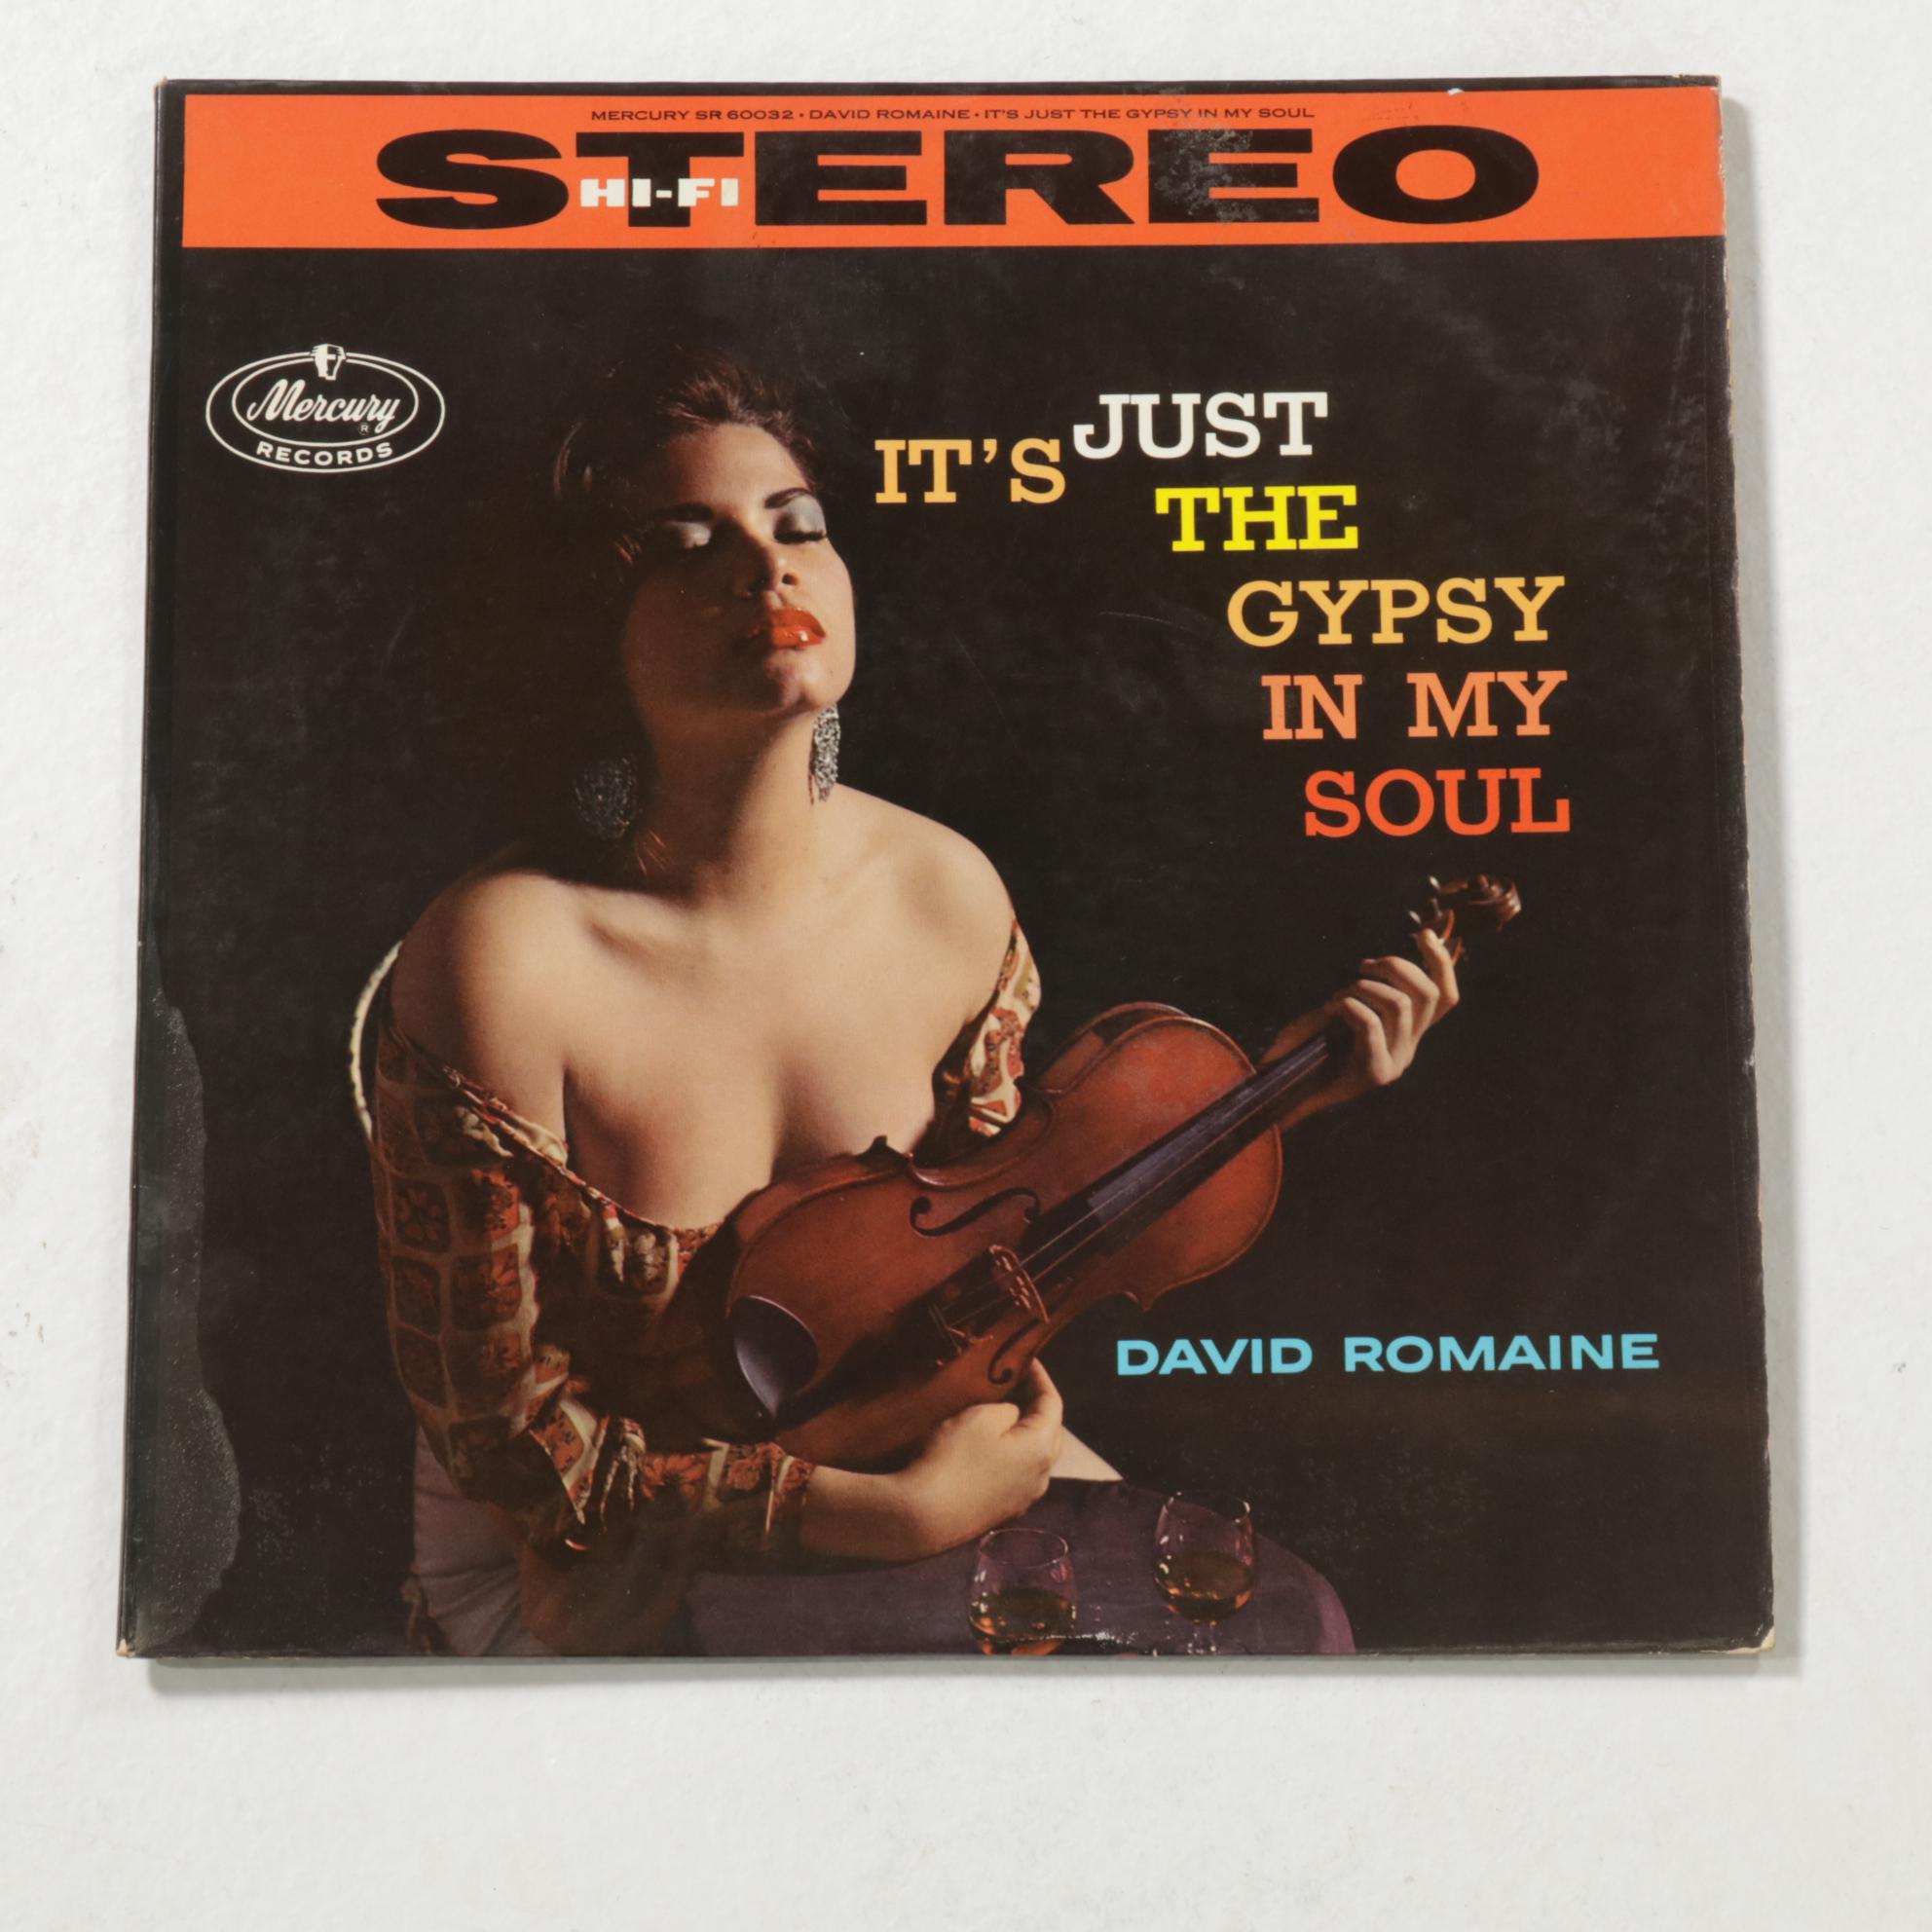 MERCURY SR 60032 • DAVID ROMAINE • IT'S JUST THE GYPSY IN MY SOUL
STEREO
HI-FI
Mercury
®
RECORDS
IT'S JUST
THE
GYPSY
IN MY
SOUL
DAVID ROMAINE